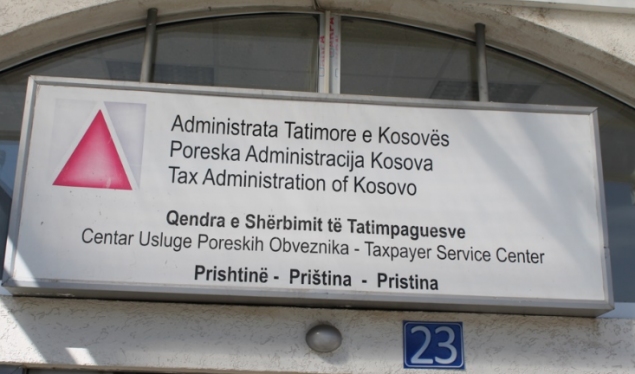 Administrata Tatimore e Kosovës
Poreska Administracija Kosova
Tax Administration of Kosovo
Qendra e Shërbimit të Tatimpaguesve
Centar Usluge Poreskih Obveznika - Taxpayer Service Center
Prishtinë - Priština - Pristina
23